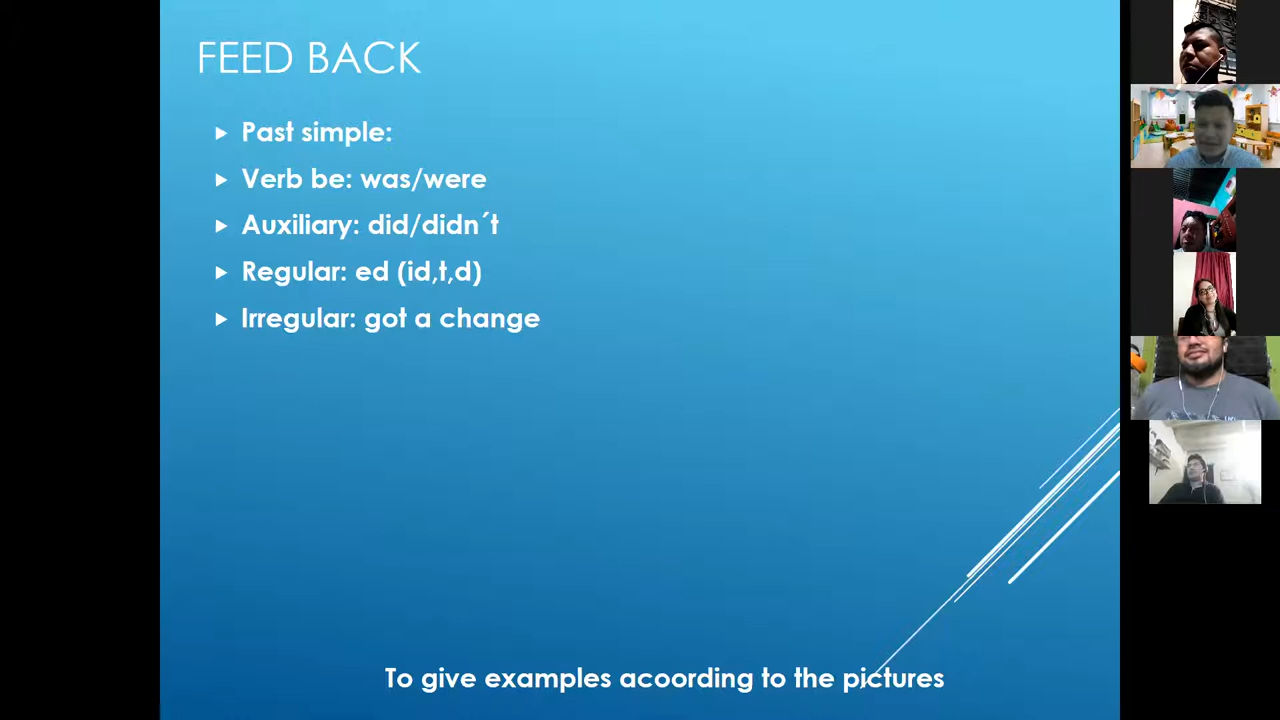 FEED BACK
Past simple:
Verb be: was/were
Auxiliary: did/didn´t
Regular: ed (id,t,d)
Irregular: got a change
To give examples acoording to the pictures